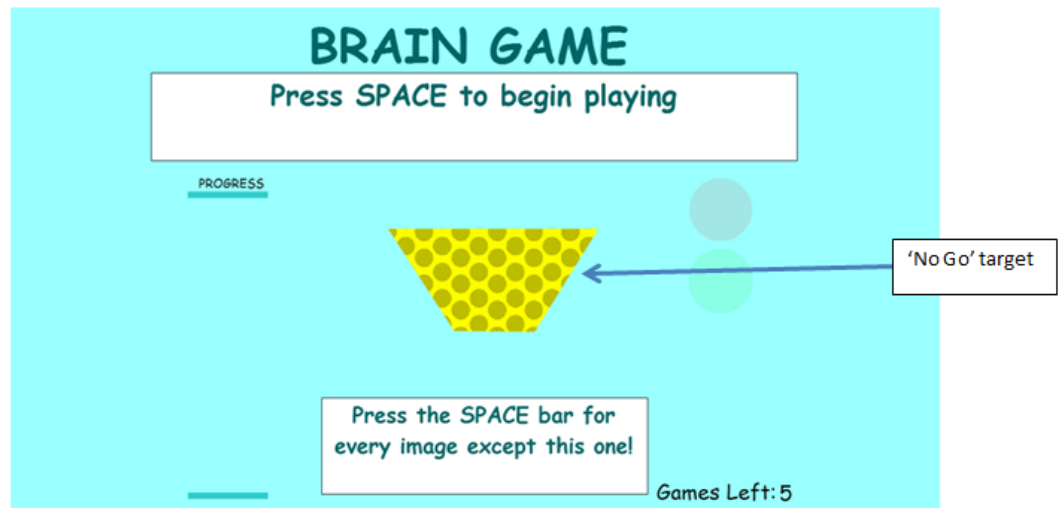 BRAIN GAME
Press SPACE to begin playing
PROGRESS
‘No Go’ target
Press the SPACE bar for
every image except this one!
Games Left: 5